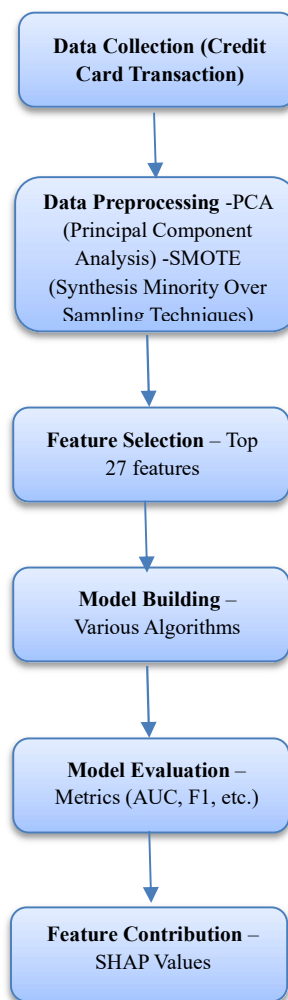 Data Collection (Credit
Card Transaction)
Data Preprocessing -PCA
(Principal Component
Analysis) -SMOTE
(Synthesis Minority Over
Sampling Techniques)
Feature Selection – Top
27 features
Model Building –
Various Algorithms
Model Evaluation –
Metrics (AUC, F1, etc.)
Feature Contribution –
SHAP Values